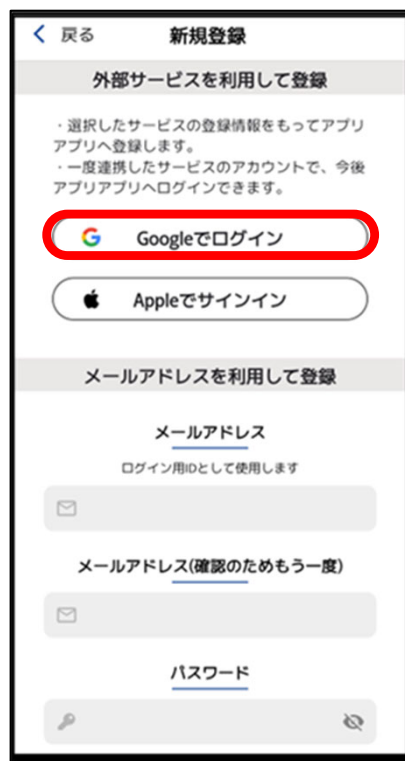 戻る 新規登録
外部サービスを利用して登録
・選択したサービスの登録情報をもってアプリ
アプリへ登録します。
・一度連携したサービスのアカウントで、今後
アプリアプリへログインできます。
Googleでログイン
Appleでサインイン
メールアドレスを利用して登録
メールアドレス
ログイン用IDとして使用します
メールアドレス(確認のためもう一度)
パスワード